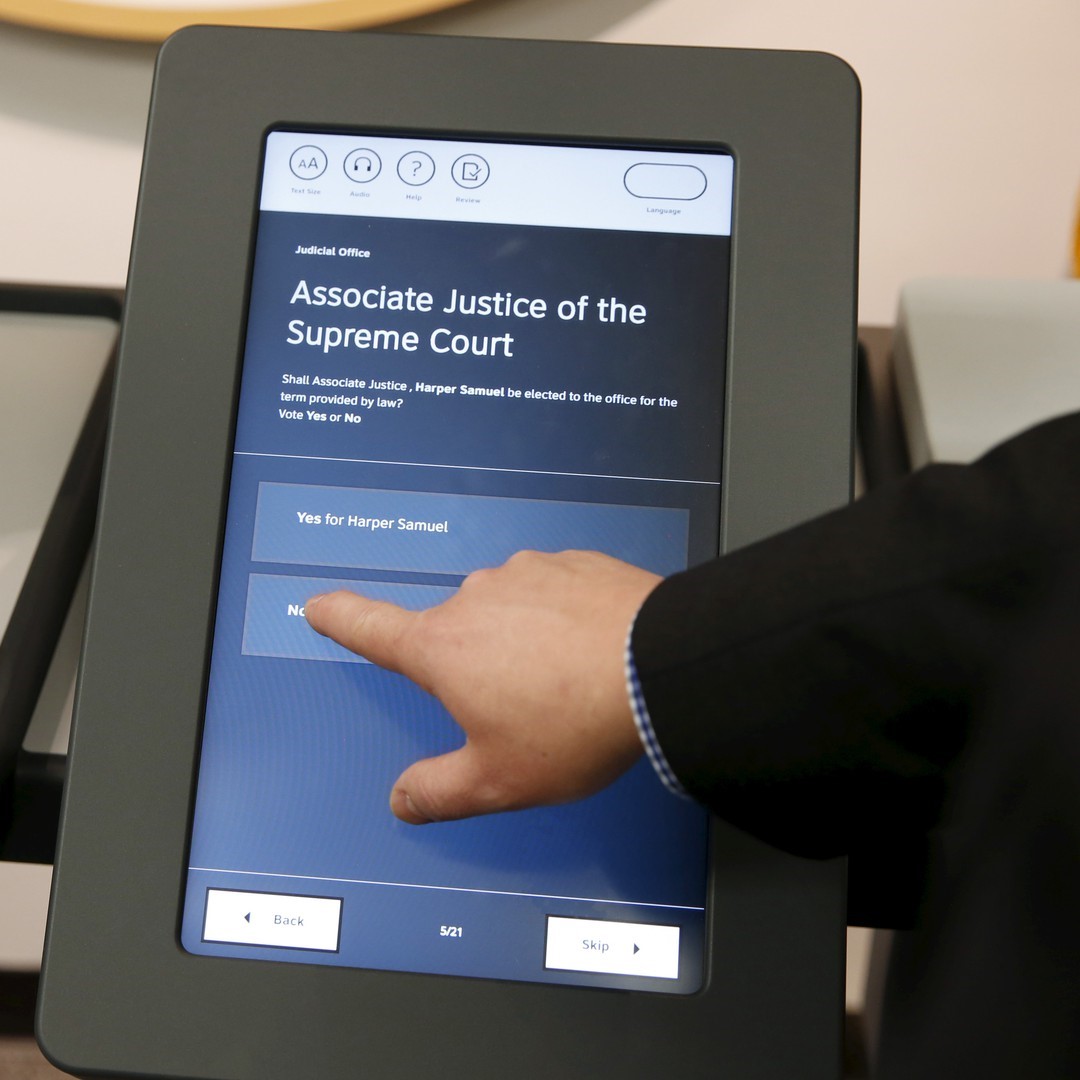 AA
?
Text Size
Audio
Help
Review
Language
Judicial Office
Associate Justice of the
Supreme Court
Shall Associate Justice , Harper Samuel be elected to the office for the
term provided by law?
Vote Yes or No
Yes for Harper Samuel
No
Back
5/21
Skip